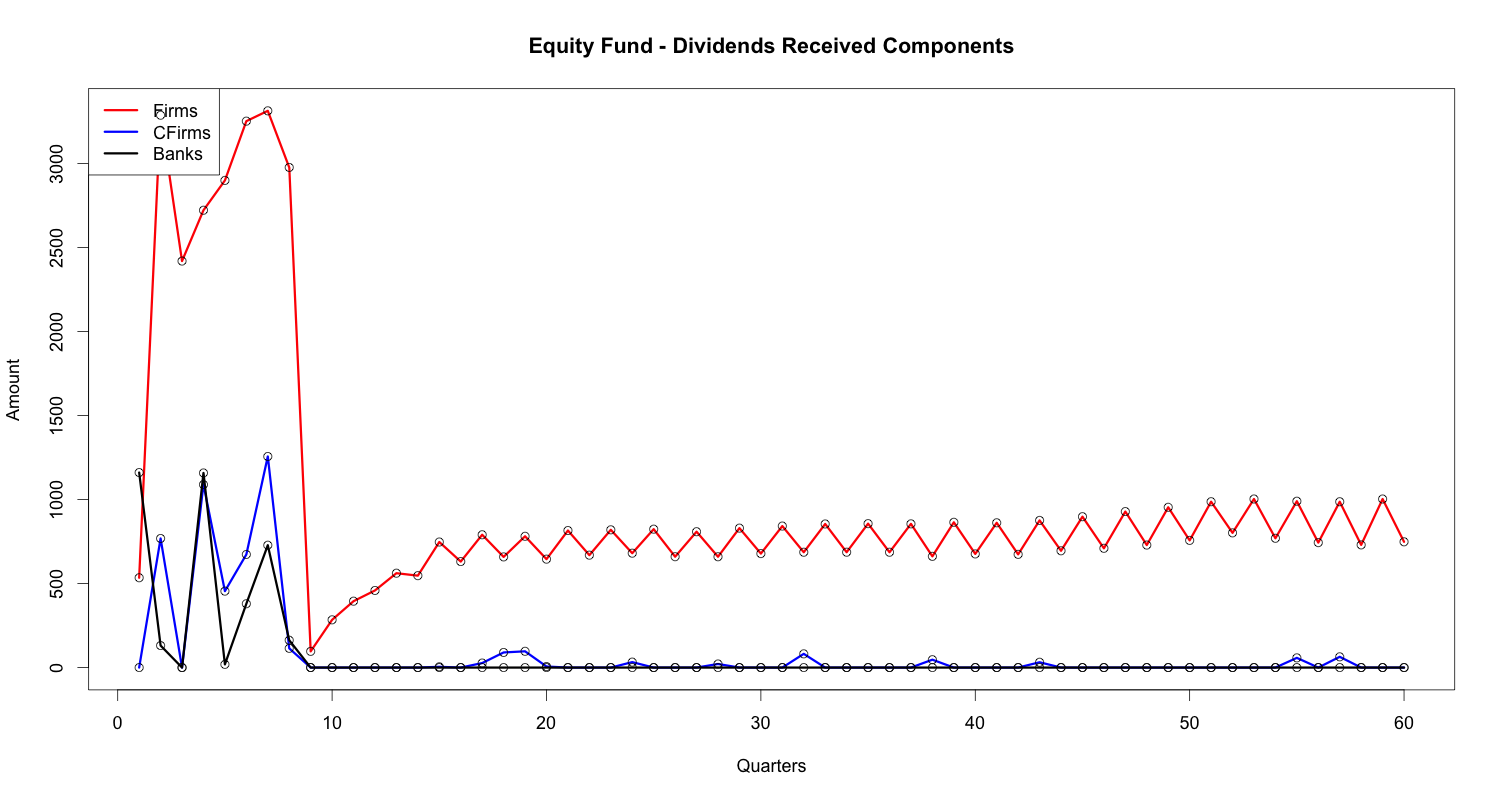 Equity Fund - Dividends Received Components
Firms
CFirms
Banks
Amount
0
500
1000
1500
2000
2500
3000
0 10 20 30 40 50 60
Quarters